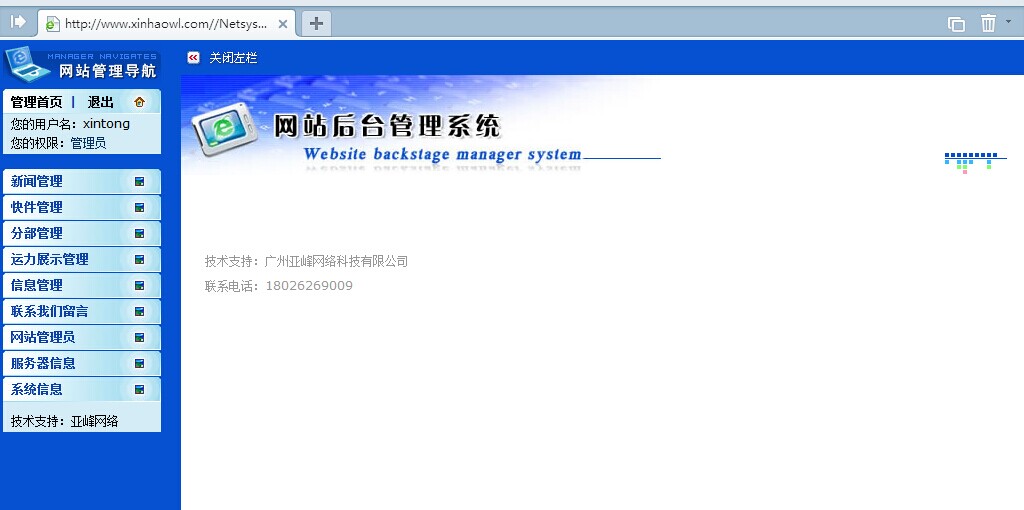 http://www.xinhaowl.com//Netsys...
MANAGER NAVIGATES
网站管理导航
关闭左栏
管理首页 | 退出
您的用户名：xintong
您的权限：管理员
网站后台管理系统
Website backstage manager system
新闻管理
快件管理
分部管理
运力展示管理
信息管理
联系我们留言
网站管理员
服务器信息
系统信息
技术支持：亚峰网络
技术支持：广州亚峰网络科技有限公司
联系电话：18026269009